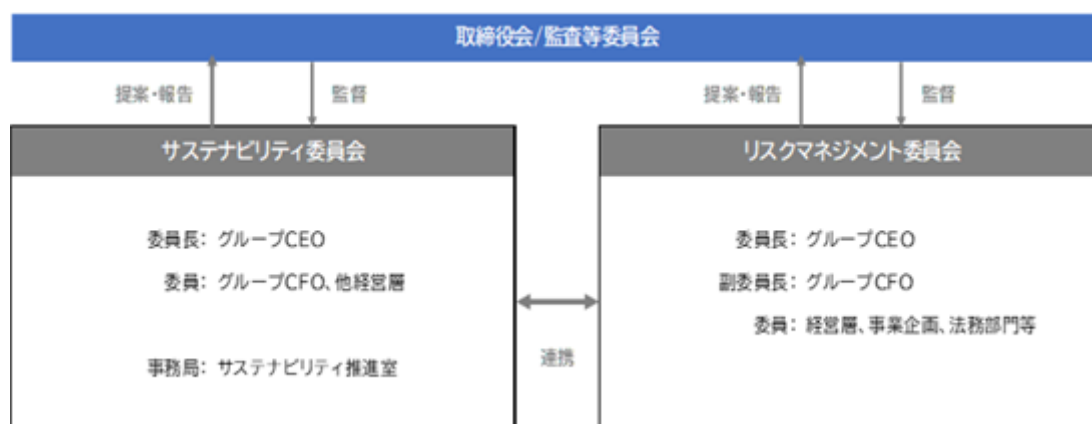 取締役会/監査等委員会
提案・報告
監督
提案・報告
監督
サステナビリティ委員会
リスクマネジメント委員会
委員長：グループCEO
委員：グループCFO、他経営層
事務局：サステナビリティ推進室
連携
委員長：グループCEO
副委員長：グループCFO
委員：経営層、事業企画、法務部門等